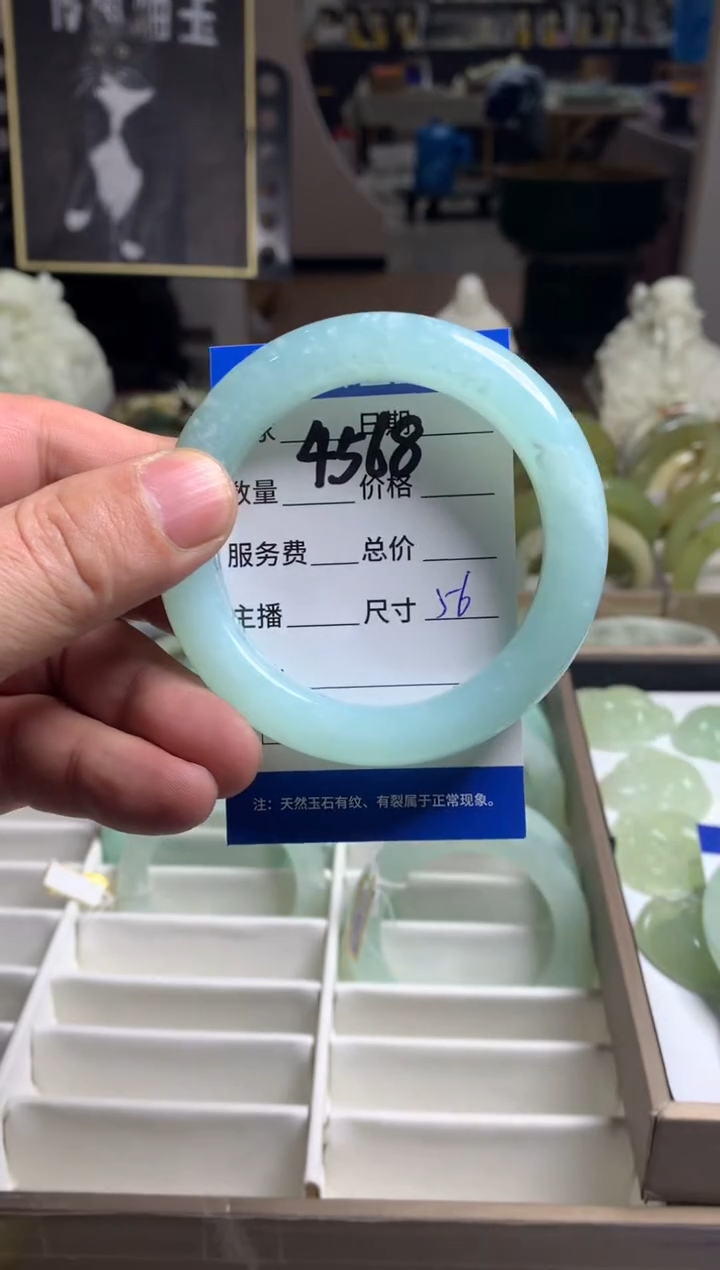 日期
4568
数量 价格
服务费 总价
主播 尺寸 56
注：天然玉石有纹、有裂属于正常现象。